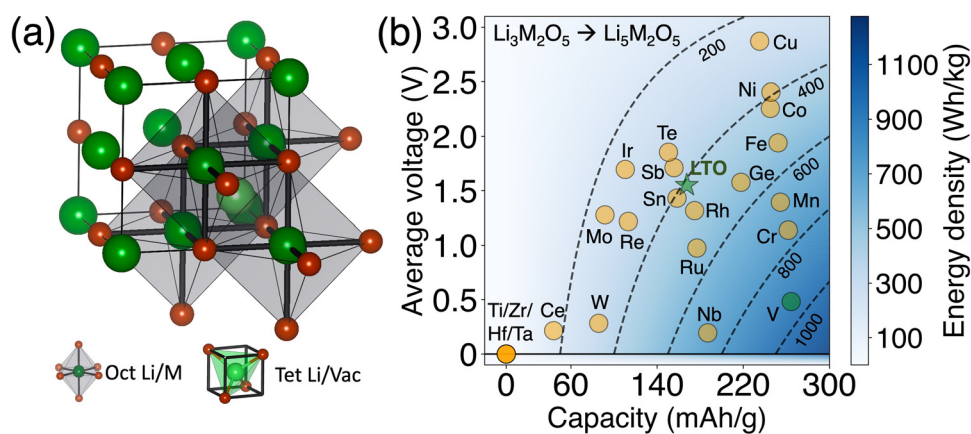 (a)
Oct Li/M
Tet Li/Vac
(b)
Li₃M₂O₅ → Li₅M₂O₅
Average voltage (V)
3.0
2.5
2.0
1.5
1.0
0.5
0
200
400
600
800
1000
Cu
Ni
Co
Te
Fe
Ir
Sb
LTO
Ge
Sn
Rh
Mn
Mo
Re
Cr
Ru
Ti/Zr/
Hf/Ta
Ce
W
Nb
V
0 60 140 220 300
Capacity (mAh/g)
1100
900
700
500
300
100
Energy density (Wh/kg)